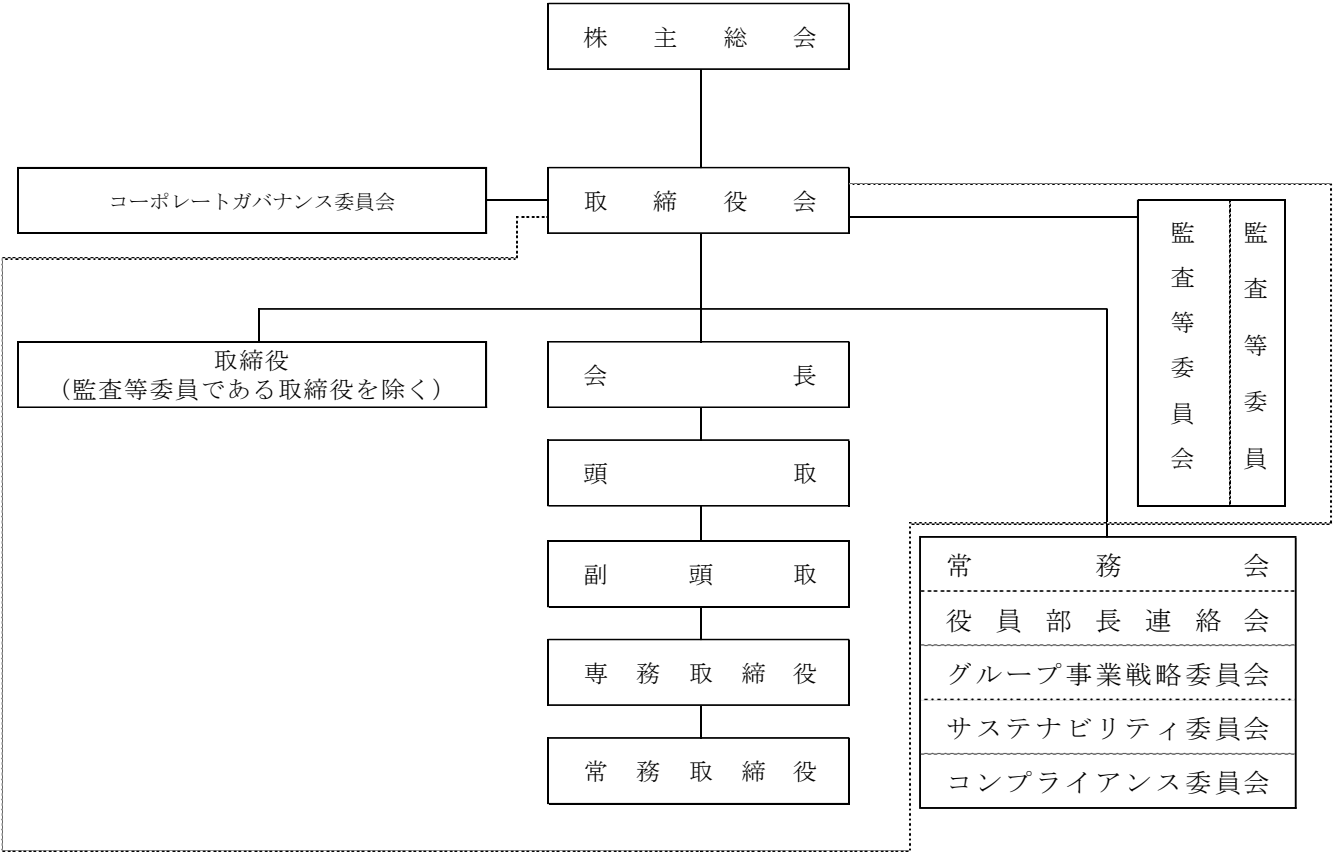 株主総会
コーポレートガバナンス委員会
取締役会
監査等委員会
監査等委員
取締役
（監査等委員である取締役を除く）
会長
頭取
副頭取
専務取締役
常務取締役
常務会
役員部長連絡会
グループ事業戦略委員会
サステナビリティ委員会
コンプライアンス委員会